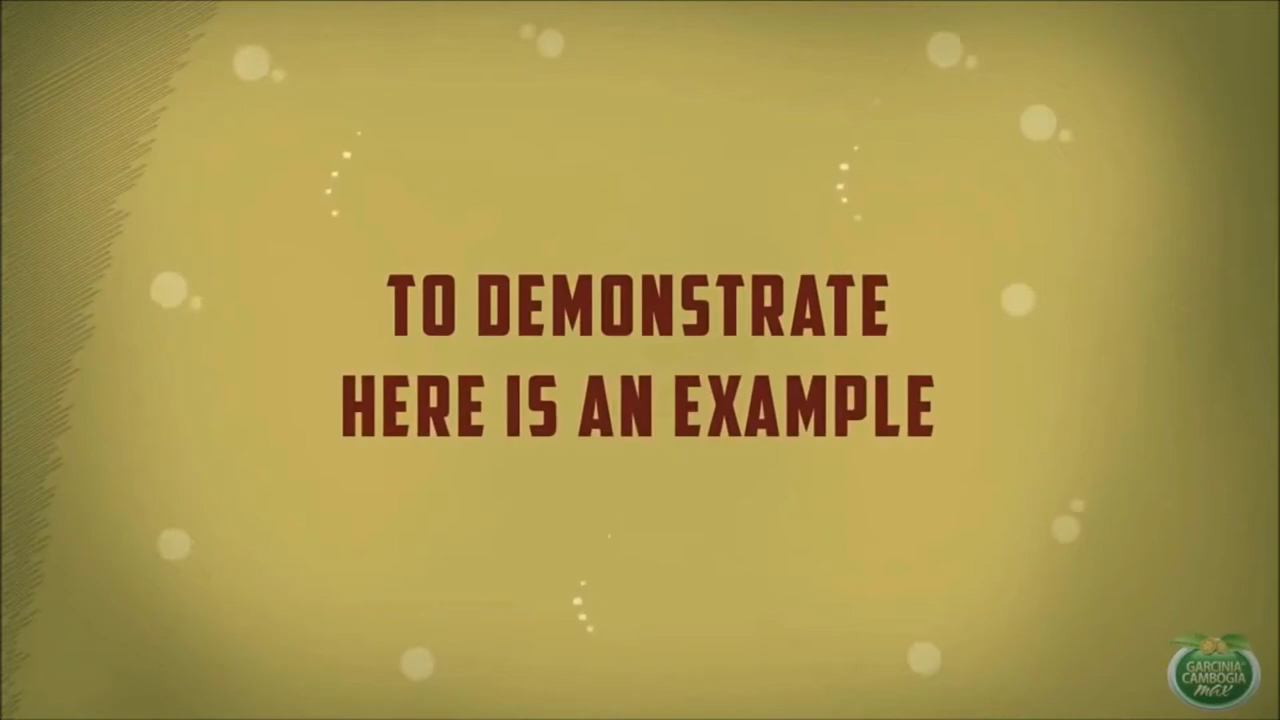 TO DEMONSTRATE
HERE IS AN EXAMPLE
GARCINIA
CAMBOGIA
max